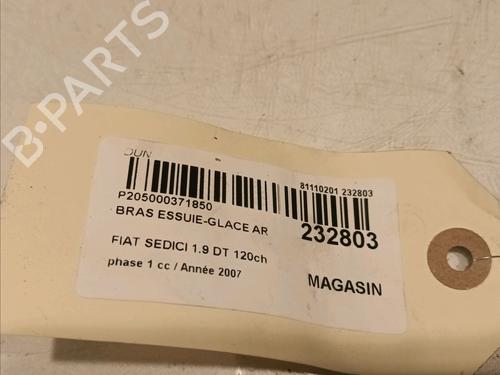 B-PARTS
81110201 232803
P205000371850
BRAS ESSUIE-GLACE AR
232803
FIAT SEDICI 1.9 DT 120ch
phase 1 cc / Année 2007
MAGASIN